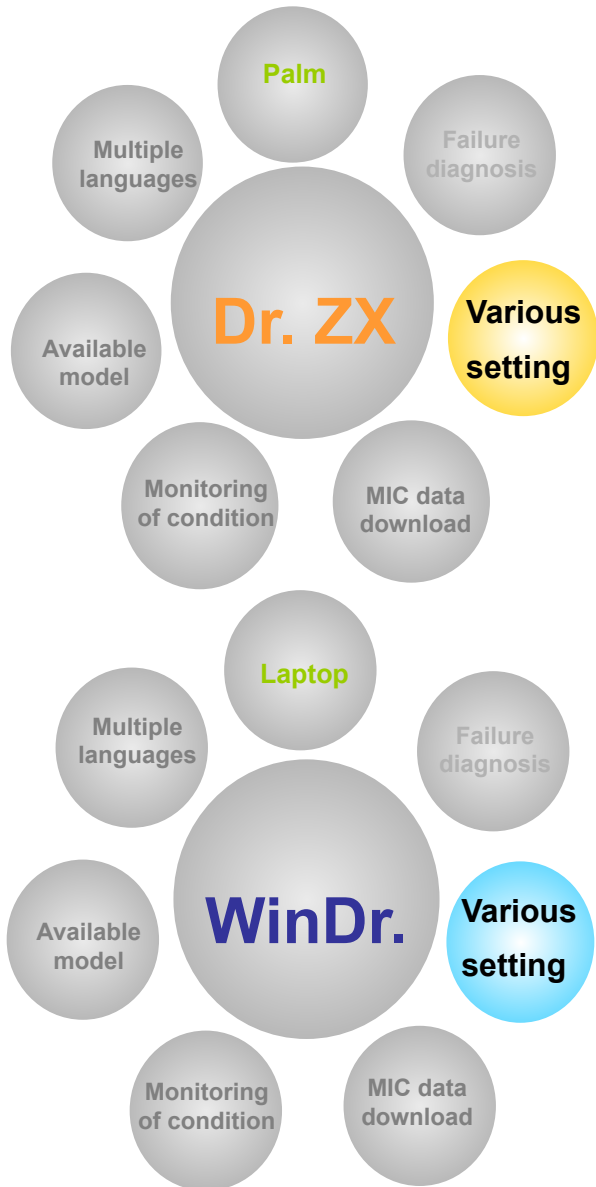 Palm
Multiple
languages
Failure
diagnosis
Dr. ZX
Various
setting
Available
model
Monitoring
of condition
MIC data
download
Laptop
Multiple
languages
Failure
diagnosis
WinDr.
Various
setting
Available
model
Monitoring
of condition
MIC data
download